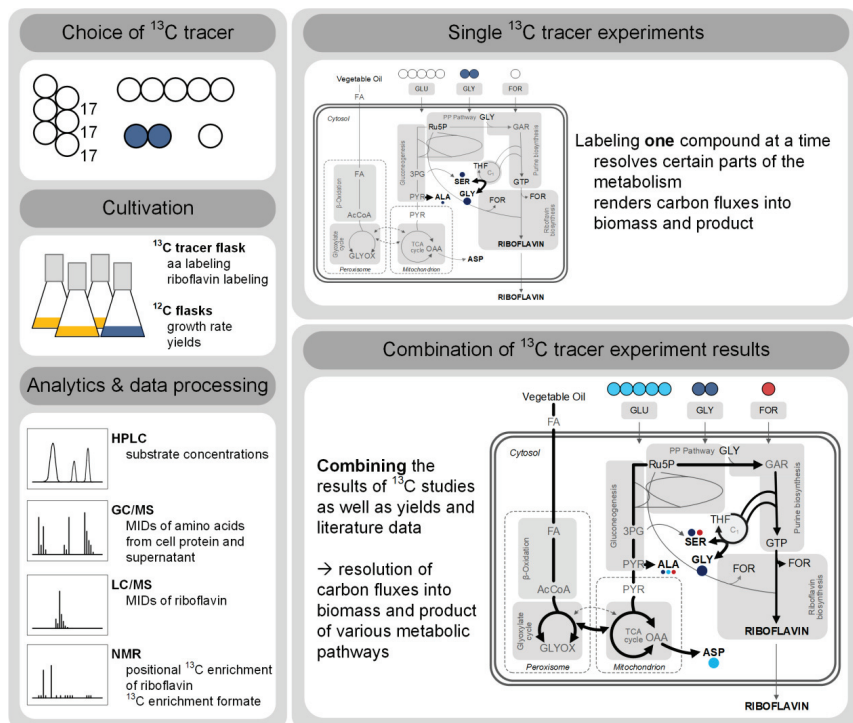 Choice of ¹³C tracer
17
17
17
Cultivation
¹³C tracer flask
aa labeling
riboflavin labeling
¹²C flasks
growth rate
yields
Analytics & data processing
HPLC
substrate concentrations
GC/MS
MIDs of amino acids
from cell protein and
supernatant
LC/MS
MIDs of riboflavin
NMR
positional ¹³C enrichment
of riboflavin
¹³C enrichment formate
Single ¹³C tracer experiments
Vegetable Oil
FA
GLU
GLY
FOR
Cytosol
PP Pathway
GLY
Ru5P
GAR
Gluconeogenesis
Purine biosynthesis
THF
C₁
FA
3PG
SER
GTP
β-Oxidation
PYR
ALA
GLY
FOR
FOR
AcCoA
PYR
Riboflavin
biosynthesis
Glyoxylate
cycle
GLYOX
TCA
cycle
OAA
RIBOFLAVIN
ASP
Peroxisome
Mitochondrion
RIBOFLAVIN
Labeling one compound at a time
resolves certain parts of the
metabolism
renders carbon fluxes into
biomass and product
Combination of ¹³C tracer experiment results
Combining the
results of ¹³C studies
as well as yields and
literature data
→ resolution of
carbon fluxes into
biomass and product
of various metabolic
pathways
Vegetable Oil
FA
GLU
GLY
FOR
Cytosol
PP Pathway
GLY
Ru5P
GAR
Gluconeogenesis
Purine biosynthesis
THF
C₁
FA
3PG
SER
GTP
β-Oxidation
PYR
ALA
GLY
FOR
FOR
AcCoA
PYR
Riboflavin
biosynthesis
Glyoxylate
cycle
GLYOX
TCA
cycle
OAA
RIBOFLAVIN
ASP
Peroxisome
Mitochondrion
RIBOFLAVIN